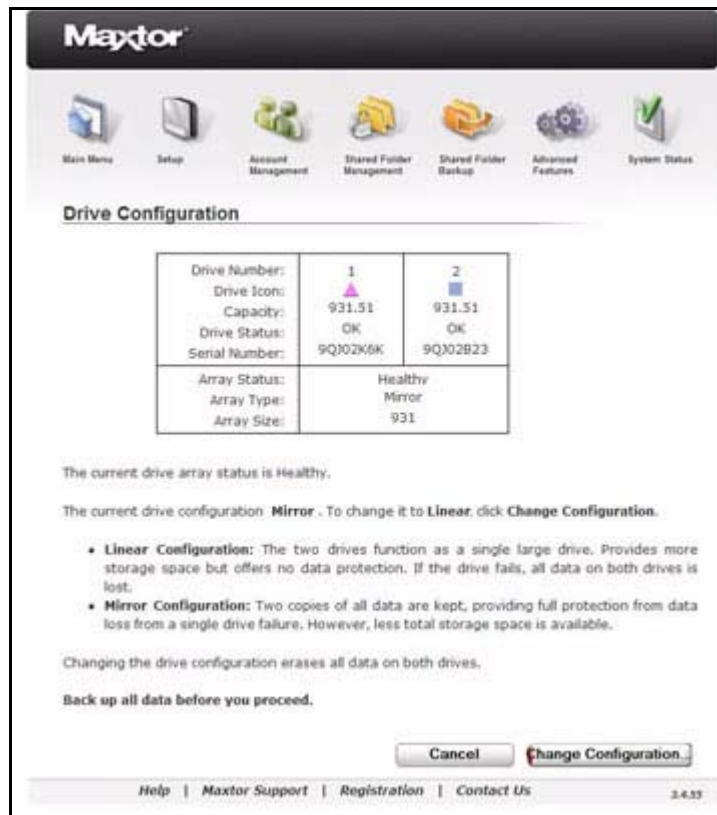 Maxtor
Main Menu
Setup
Account Management
Shared Folder Management
Shared Folder Backup
Advanced Features
System Status
Drive Configuration
Drive Number: 1 2
Drive Icon:
Capacity: 931.51 931.51
Drive Status: OK OK
Serial Number: 9QJ02K6K 9QJ02B23
Array Status: Healthy
Array Type: Mirror
Array Size: 931
The current drive array status is Healthy.
The current drive configuration Mirror . To change it to Linear, click Change Configuration.
• Linear Configuration: The two drives function as a single large drive. Provides more
storage space but offers no data protection. If the drive fails, all data on both drives is
lost.
• Mirror Configuration: Two copies of all data are kept, providing full protection from data
loss from a single drive failure. However, less total storage space is available.
Changing the drive configuration erases all data on both drives.
Back up all data before you proceed.
Cancel
Change Configuration...
Help | Maxtor Support | Registration | Contact Us